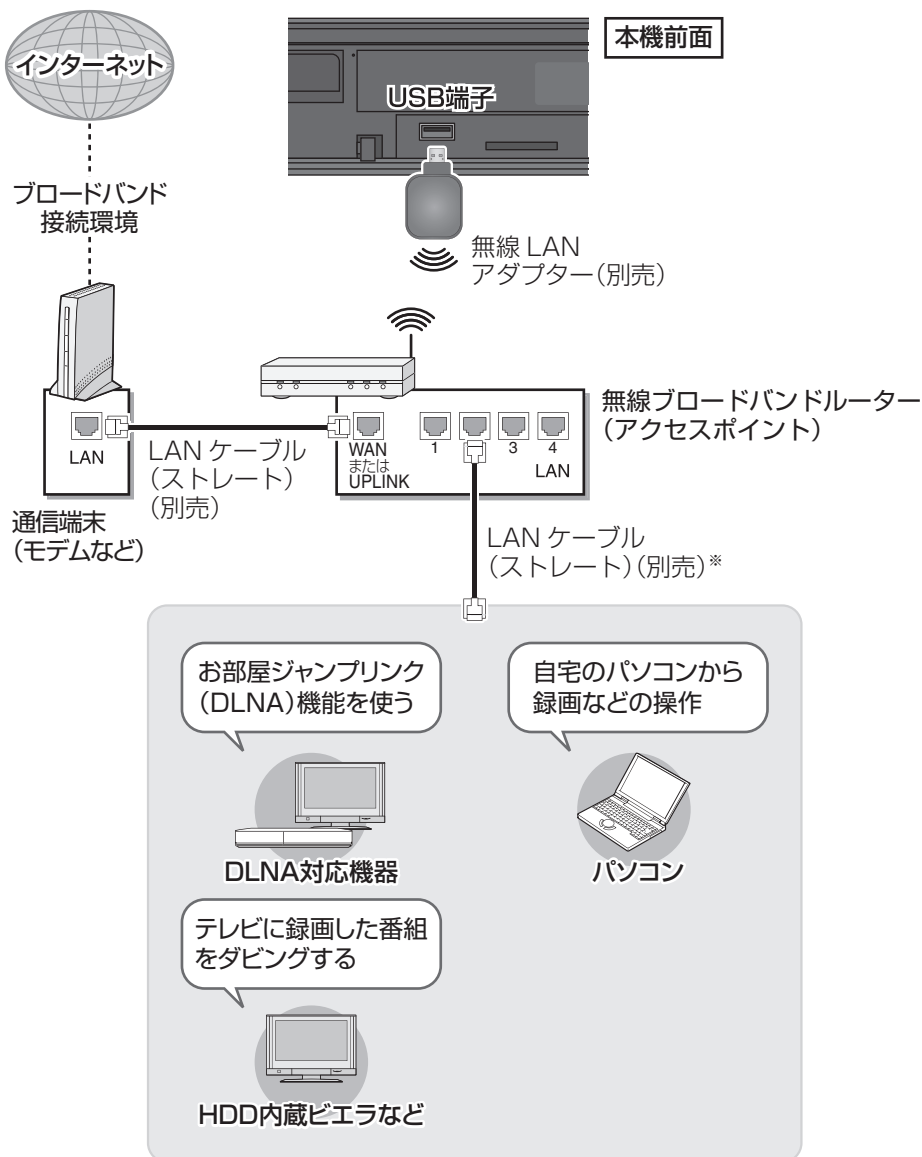 インターネット
本機前面
USB端子
ブロードバンド
接続環境
無線 LAN
アダプター(別売)
無線ブロードバンドルーター
(アクセスポイント)
LAN
LAN ケーブル
(ストレート)
(別売)
WAN
または
UPLINK
1
3
4
LAN
通信端末
(モデムなど)
LAN ケーブル
(ストレート)(別売)※
お部屋ジャンプリンク
(DLNA)機能を使う
自宅のパソコンから
録画などの操作
DLNA対応機器
パソコン
テレビに録画した番組
をダビングする
HDD内蔵ビエラなど